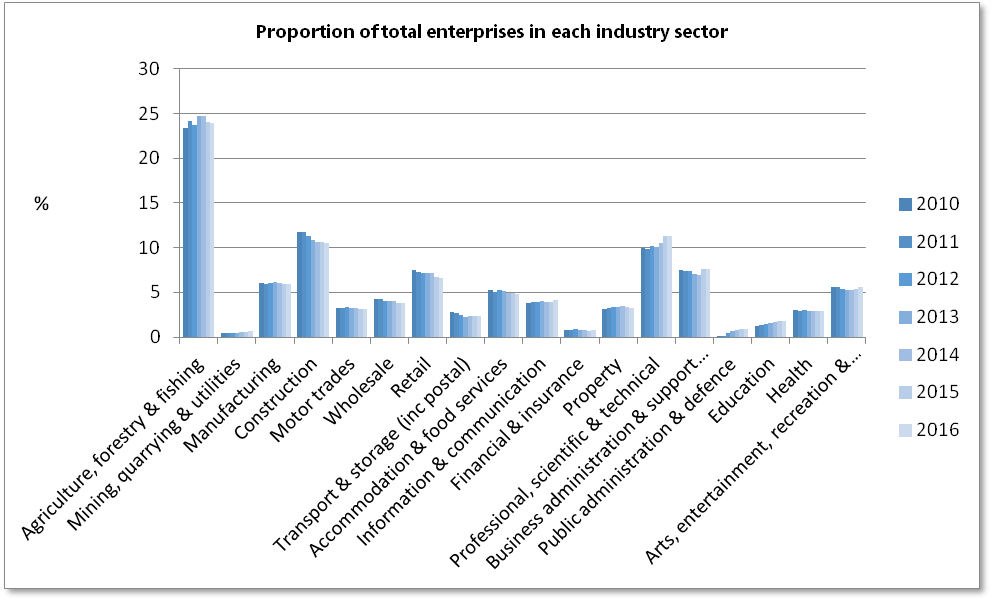 Proportion of total enterprises in each industry sector
30
25
20
15
10
5
0
%
Agriculture, forestry & fishing
Mining, quarrying & utilities
Manufacturing
Construction
Motor trades
Wholesale
Retail
Transport & storage (inc postal)
Accommodation & food services
Information & communication
Financial & insurance
Property
Professional, scientific & technical
Business administration & support...
Public administration & defence
Education
Health
Arts, entertainment, recreation &...
2010
2011
2012
2013
2014
2015
2016